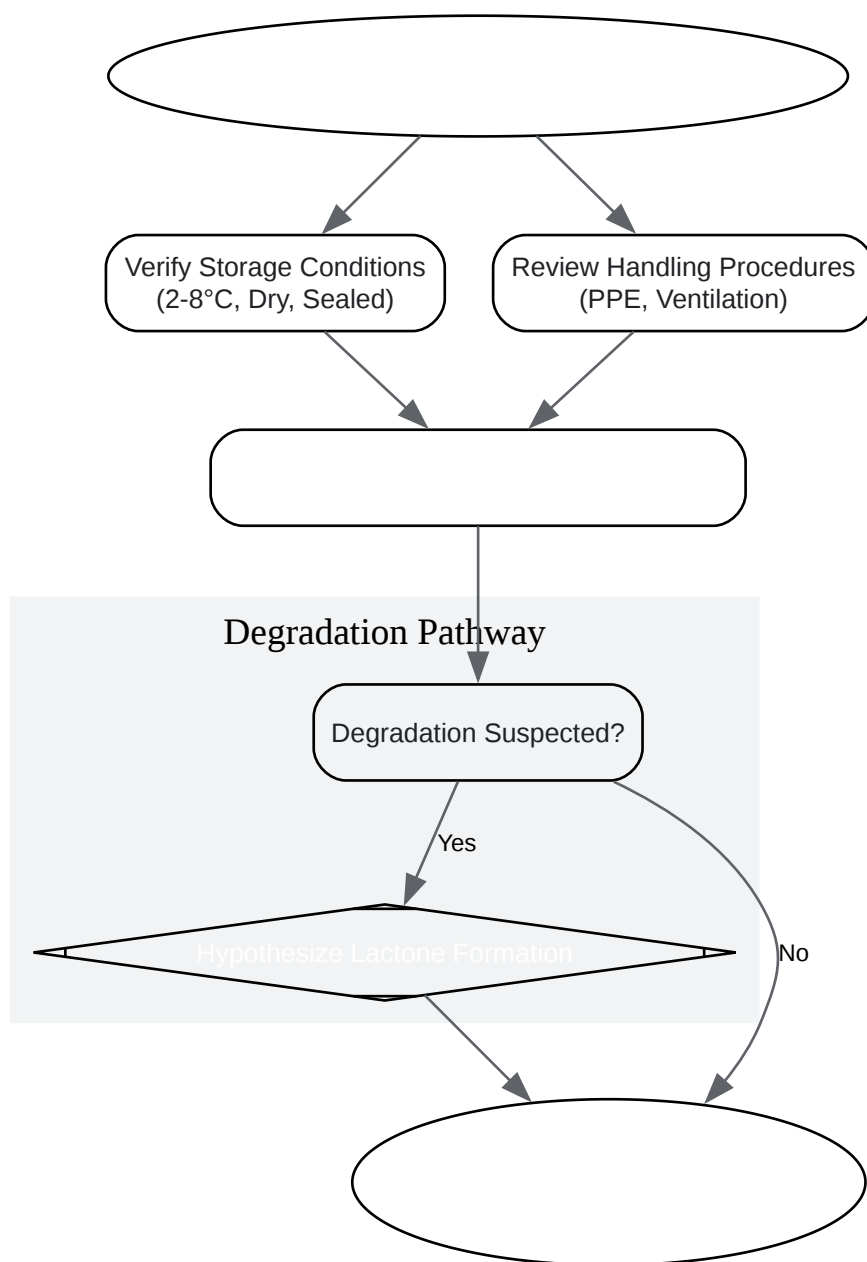 Verify Storage Conditions
(2-8°C, Dry, Sealed)
Review Handling Procedures
(PPE, Ventilation)
Degradation Pathway
Degradation Suspected?
Yes
Hypothesize Lactone Formation
No